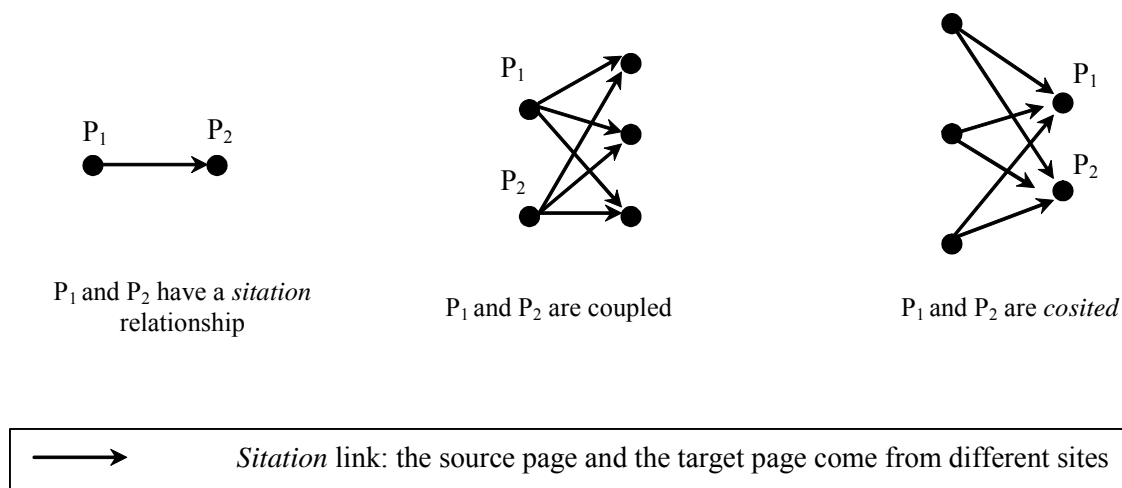 P₁ P₂
P₁
P₂
P₁
P₂
P₁ and P₂ have a sitation
relationship
P₁ and P₂ are coupled
P₁ and P₂ are cosited
Sitation link: the source page and the target page come from different sites